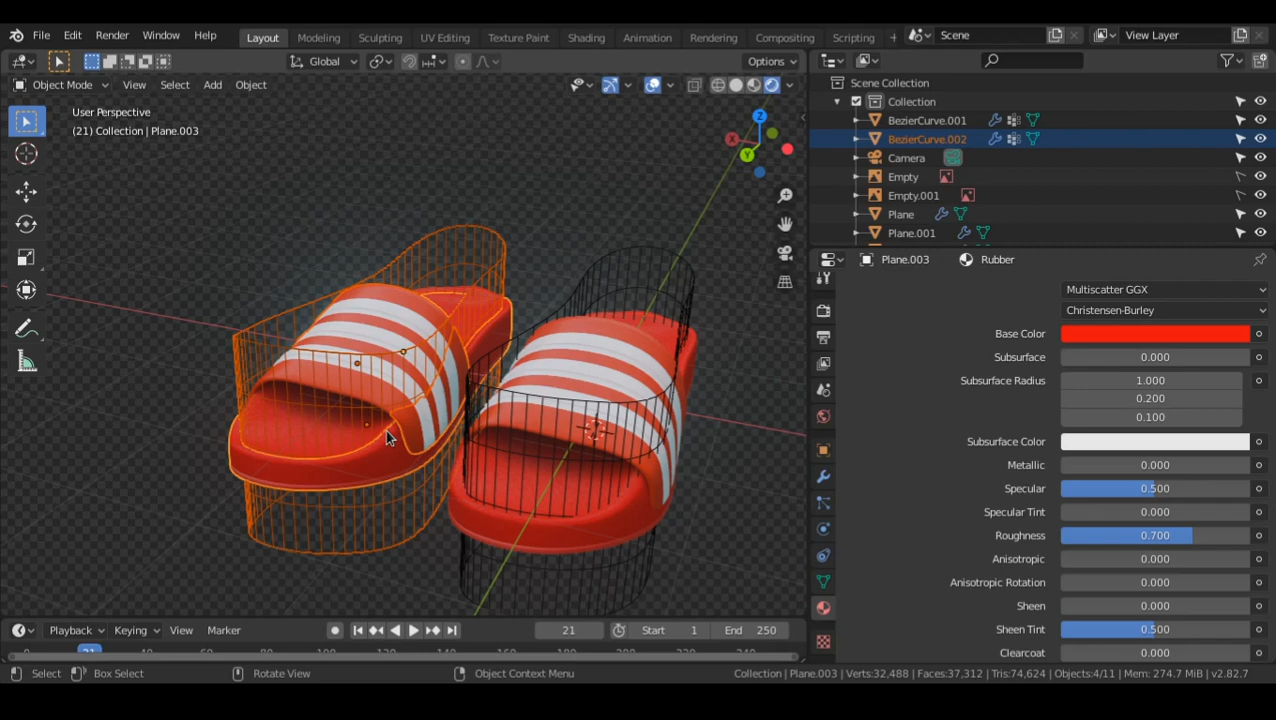 File Edit Render Window Help Layout Modeling Sculpting UV Editing Texture Paint Shading Animation Rendering Compositing Scripting + Scene View Layer
Global Options
Object Mode View Select Add Object
User Perspective
(21) Collection | Plane.003
X
Y
Z
Scene Collection
Collection
BezierCurve.001
BezierCurve.002
Camera
Empty
Empty.001
Plane
Plane.001
Plane.003 Rubber
Multiscatter GGX
Christensen-Burley
Base Color
Subsurface 0.000
Subsurface Radius 1.000
0.200
0.100
Subsurface Color
Metallic 0.000
Specular 0.500
Specular Tint 0.000
Roughness 0.700
Anisotropic 0.000
Anisotropic Rotation 0.000
Sheen 0.000
Sheen Tint 0.500
Clearcoat 0.000
Playback Keying View Marker 21 Start 1 End 250
Select Box Select Rotate View Object Context Menu Collection | Plane.003 | Verts:32,488 | Faces:37,312 | Tris:74,624 | Objects:4/11 | Mem: 274.7 MiB | v2.82.7